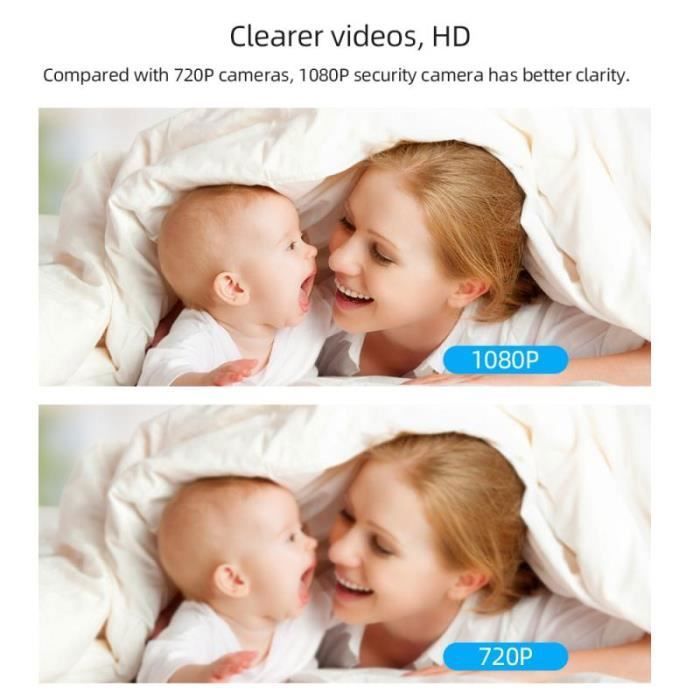 Clearer videos, HD
Compared with 720P cameras, 1080P security camera has better clarity.
1080P
720P